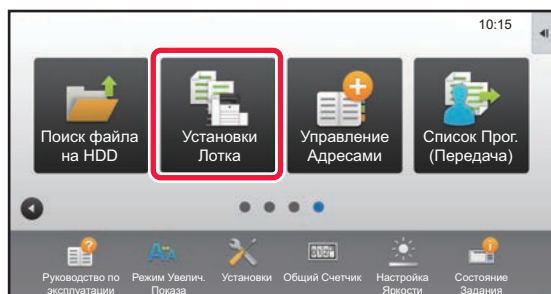 10:15
Поиск файла
на HDD
Установки
Лотка
Управление
Адресами
Список Прог.
(Передача)
Руководство по
эксплуатации
Режим Увелич.
Показа
Установки
Общий Счетчик
Настройка
Яркости
Состояние
Задания